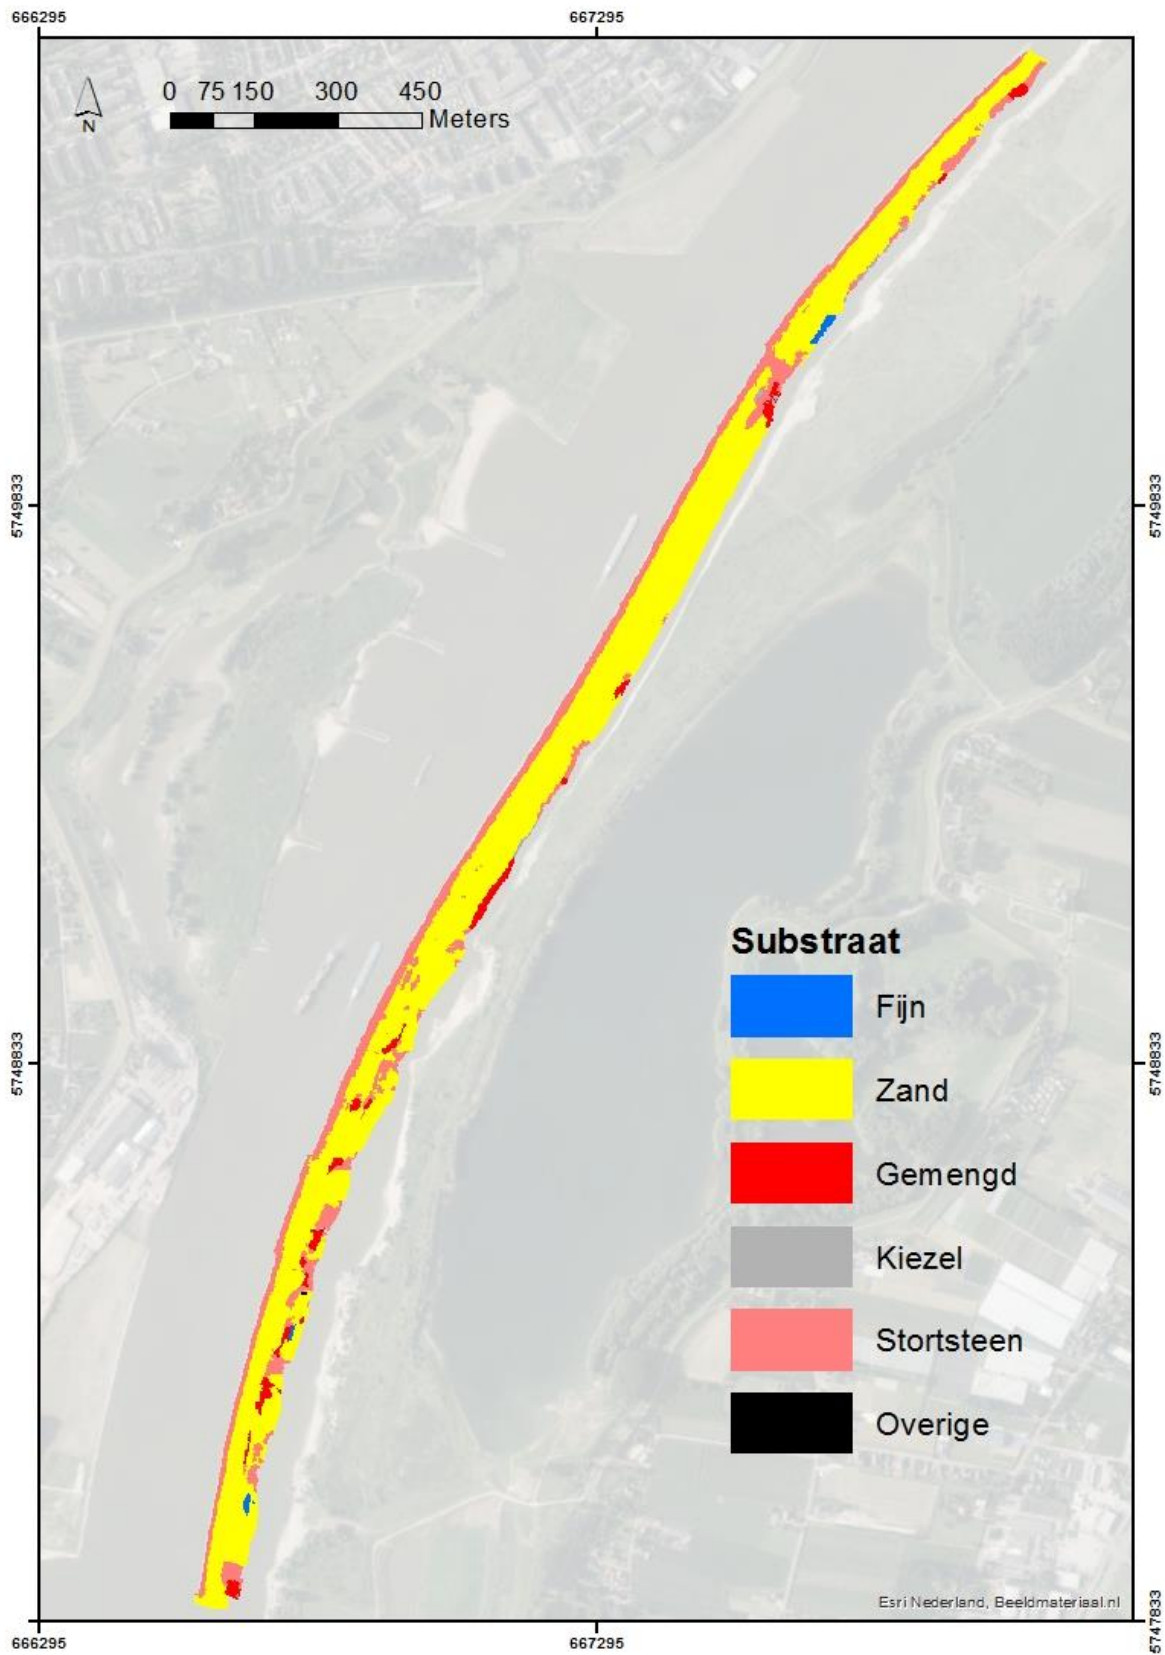 666295 667295
0 75 150 300 450
Meters
N
5749833 5749833
Substraat
Fijn
5748833 5748833
Zand
Gemengd
Kiezel
Stortsteen
Overige
Esri Nederland, Beeldmateriaal.nl
5747833
666295 667295